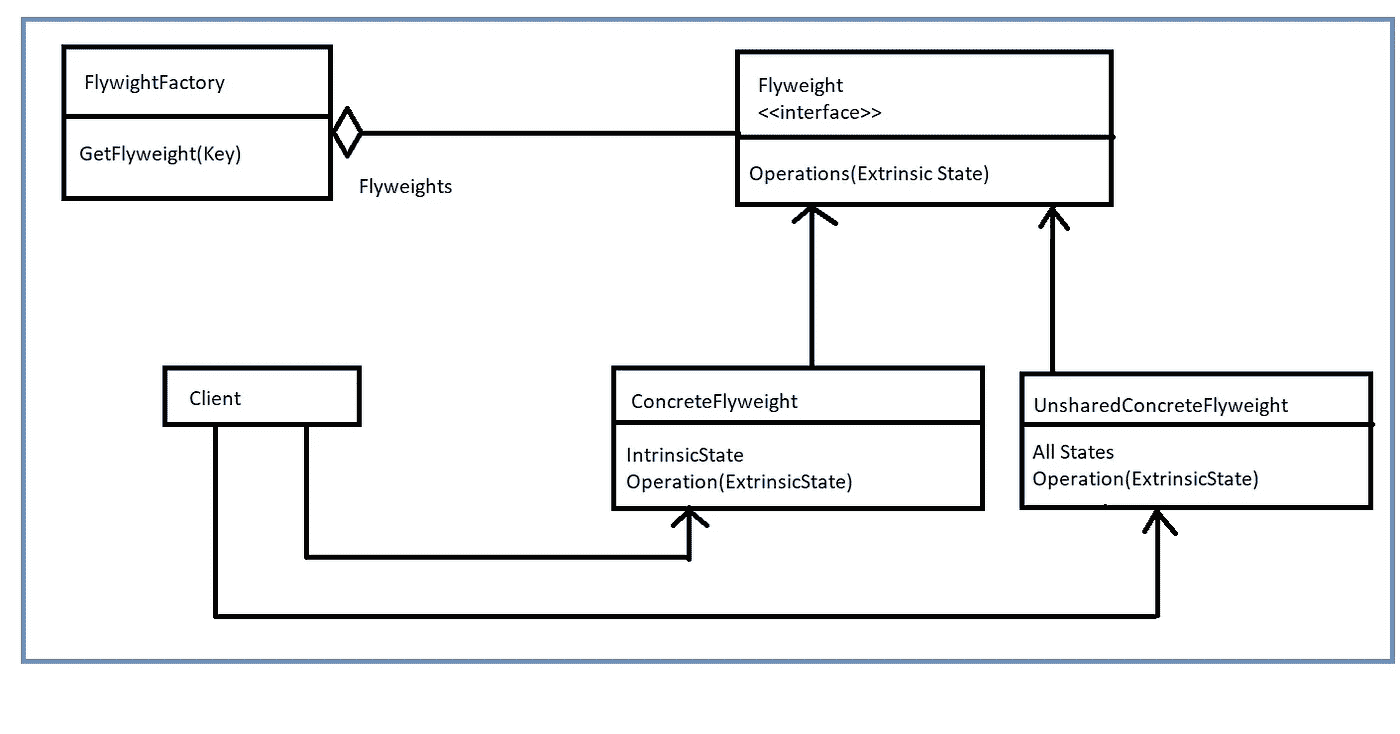 FlywightFactory
GetFlyweight(Key)
Flyweights
Flyweight
<<interface>>
Operations(Extrinsic State)
Client
ConcreteFlyweight
IntrinsicState
Operation(ExtrinsicState)
UnsharedConcreteFlyweight
All States
Operation(ExtrinsicState)